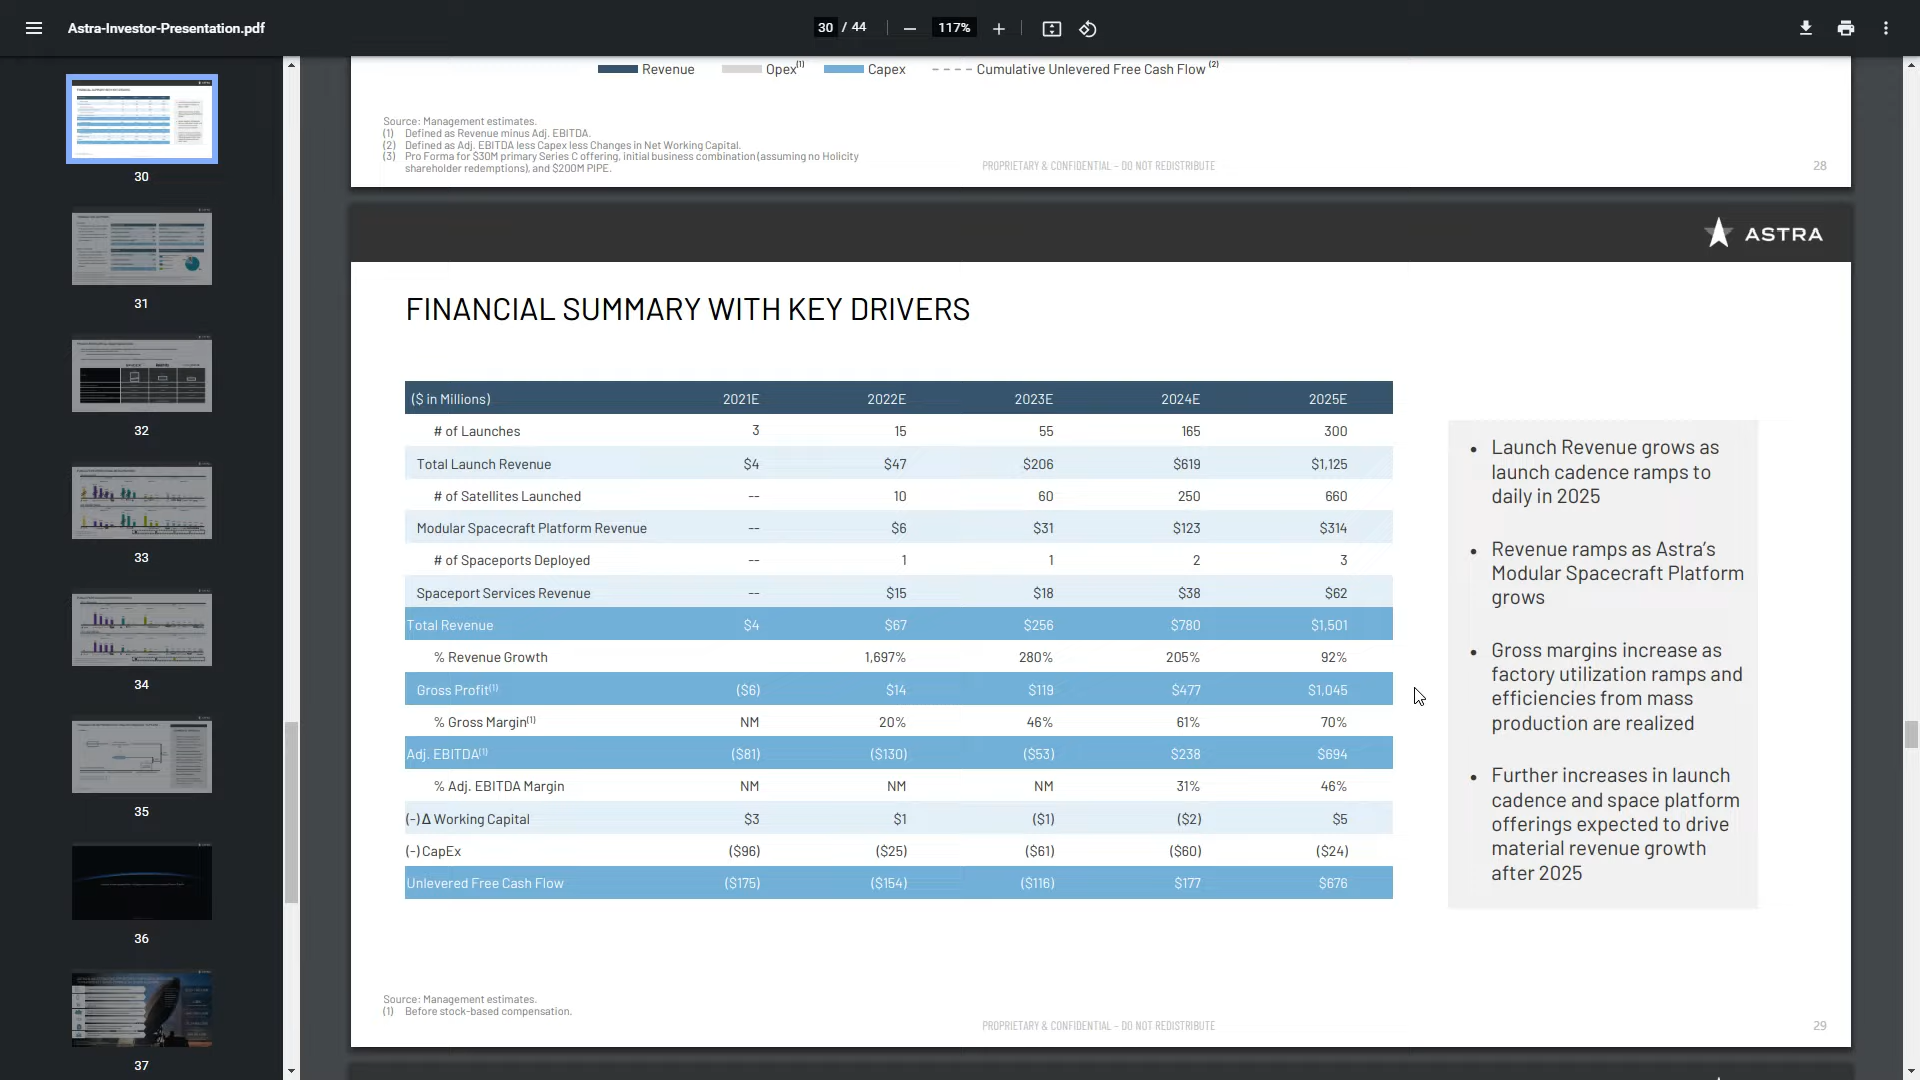 Astra-Investor-Presentation.pdf
30 / 44
117%
30
31
32
33
34
35
36
37
Revenue Opex(1) Capex Cumulative Unlevered Free Cash Flow (2)
Source: Management estimates.
(1) Defined as Revenue minus Adj. EBITDA.
(2) Defined as Adj. EBITDA less Capex less Changes in Net Working Capital.
(3) Pro Forma for $30M primary Series C offering, initial business combination (assuming no Holicity
shareholder redemptions), and $200M PIPE.
PROPRIETARY & CONFIDENTIAL – DO NOT REDISTRIBUTE
28
ASTRA
FINANCIAL SUMMARY WITH KEY DRIVERS
($ in Millions) 2021E 2022E 2023E 2024E 2025E
# of Launches 3 15 55 165 300
Total Launch Revenue $4 $47 $206 $619 $1,125
# of Satellites Launched -- 10 60 250 660
Modular Spacecraft Platform Revenue -- $6 $31 $123 $314
# of Spaceports Deployed -- 1 1 2 3
Spaceport Services Revenue -- $15 $18 $38 $62
Total Revenue $4 $67 $256 $780 $1,501
% Revenue Growth 1,697% 280% 205% 92%
Gross Profit(1) ($6) $14 $119 $477 $1,045
% Gross Margin(1) NM 20% 46% 61% 70%
Adj. EBITDA(1) ($81) ($130) ($53) $238 $694
% Adj. EBITDA Margin NM NM NM 31% 46%
(-) Δ Working Capital $3 $1 ($1) ($2) $5
(-) CapEx ($96) ($25) ($61) ($60) ($24)
Unlevered Free Cash Flow ($175) ($154) ($116) $177 $676
• Launch Revenue grows as
launch cadence ramps to
daily in 2025
• Revenue ramps as Astra's
Modular Spacecraft Platform
grows
• Gross margins increase as
factory utilization ramps and
efficiencies from mass
production are realized
• Further increases in launch
cadence and space platform
offerings expected to drive
material revenue growth
after 2025
Source: Management estimates.
(1) Before stock-based compensation.
PROPRIETARY & CONFIDENTIAL – DO NOT REDISTRIBUTE
29